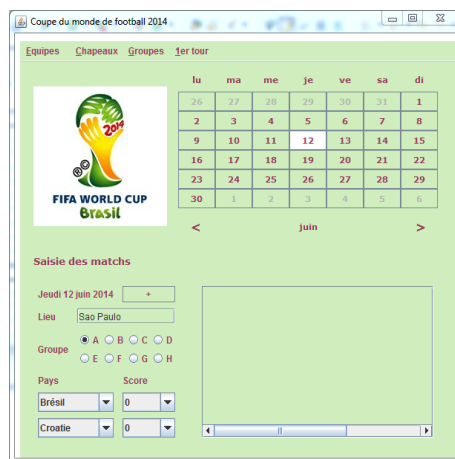 Coupe du monde de football 2014
Equipes Chapeaux Groupes 1er tour
lu ma me je ve sa di
26 27 28 29 30 31 1
2 3 4 5 6 7 8
9 10 11 12 13 14 15
16 17 18 19 20 21 22
23 24 25 26 27 28 29
30 1 2 3 4 5 6
< juin >
2014
FIFA WORLD CUP
Brasil
Saisie des matchs
Jeudi 12 juin 2014 +
Lieu Sao Paulo
Groupe A B C D
E F G H
Pays Score
Brésil 0
Croatie 0